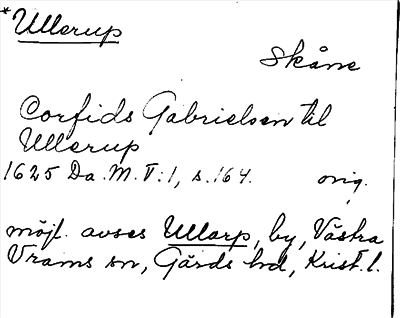 *Ullerup
Skåne
Corfids Gabrielsen til
Ullerup
1625 Da. M. V:1, s. 164. orig.
möjl. avses Ullarp, by, Västra
Vrams sn, Gärds hd, Krist. l.